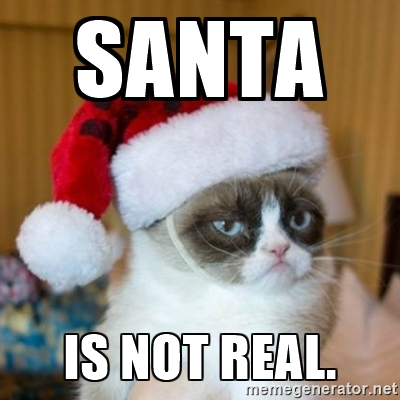 SANTA
IS NOT REAL.
memegenerator.net